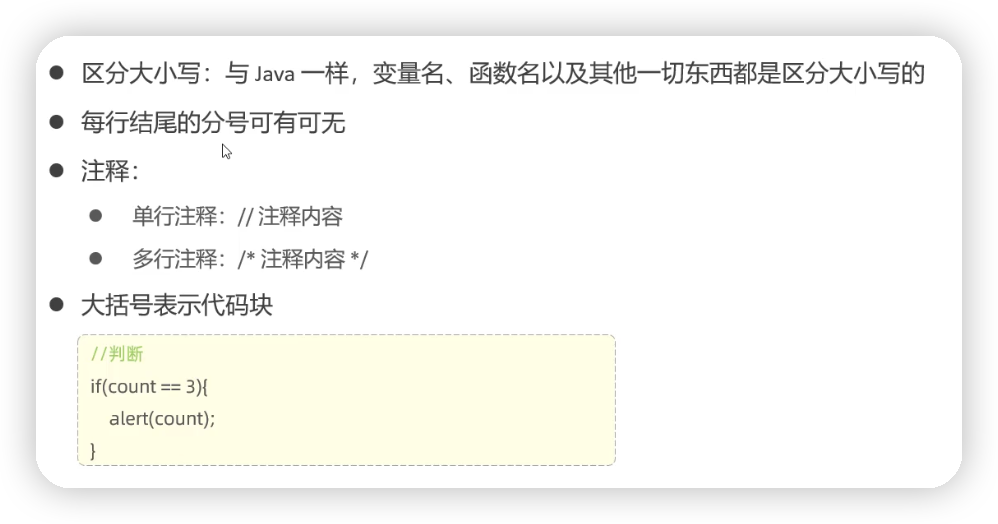 区分大小写：与 Java 一样，变量名、函数名以及其他一切东西都是区分大小写的
每行结尾的分号可有可无
注释：
单行注释：// 注释内容
多行注释：/* 注释内容 */
大括号表示代码块
//判断
if(count == 3){
    alert(count);
}